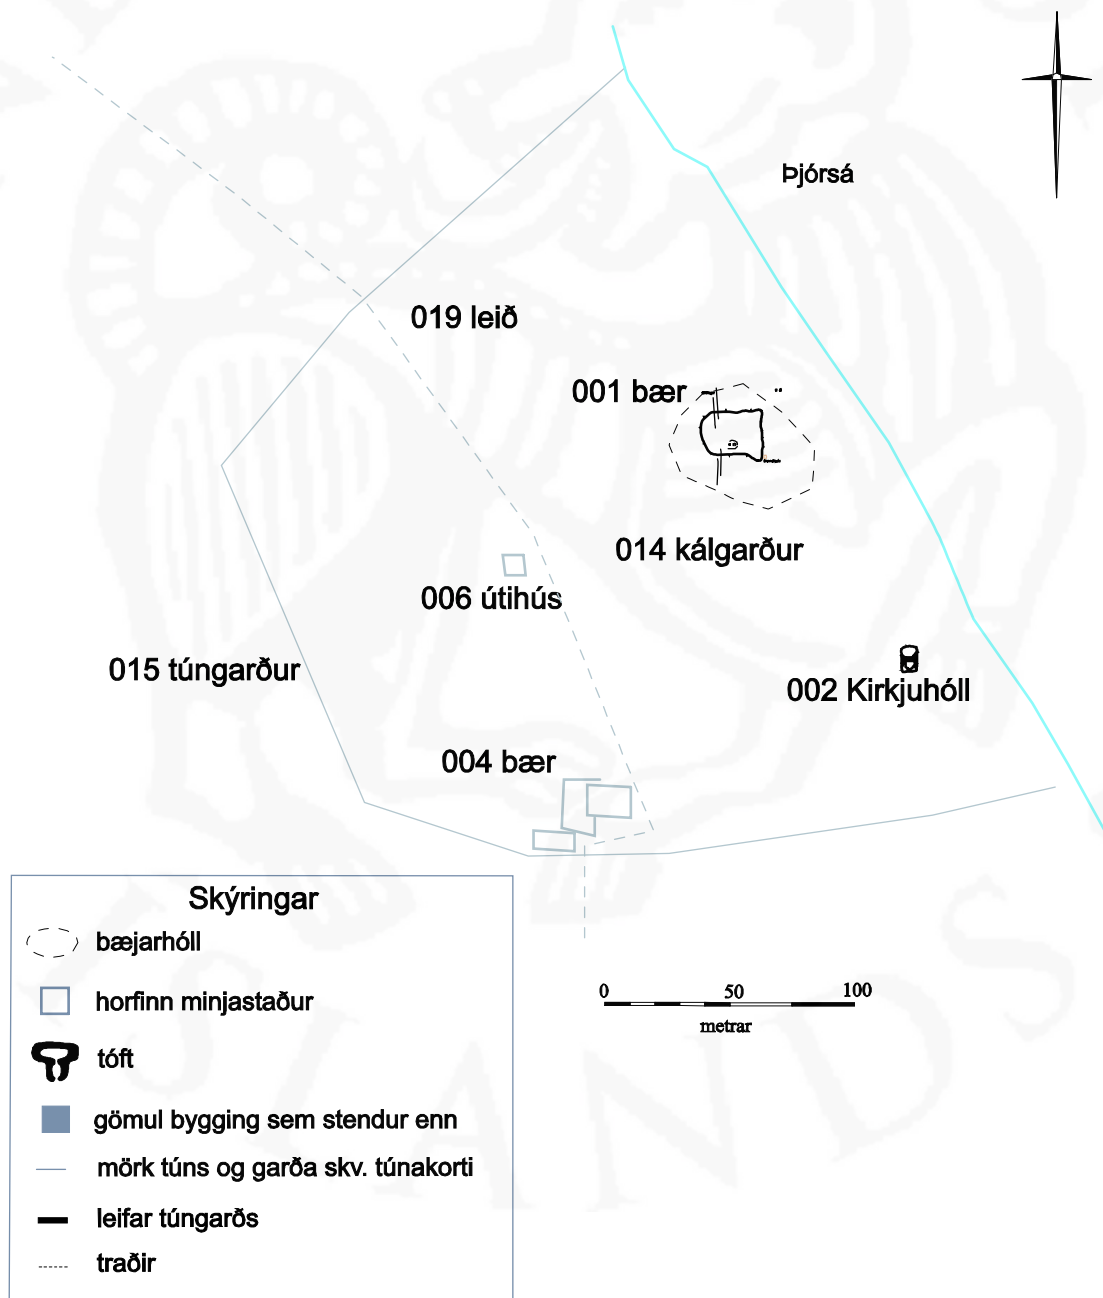 Þjórsá
019 leið
001 bær
014 kálgarður
006 útihús
015 túngarður
002 Kirkjuhóll
004 bær
Skýringar
bæjarhóll
horfinn minjastaður
tóft
gömul bygging sem stendur enn
mörk túns og garða skv. túnakorti
leifar túngarðs
traðir
0 50 100
metrar
ÍSLANDS